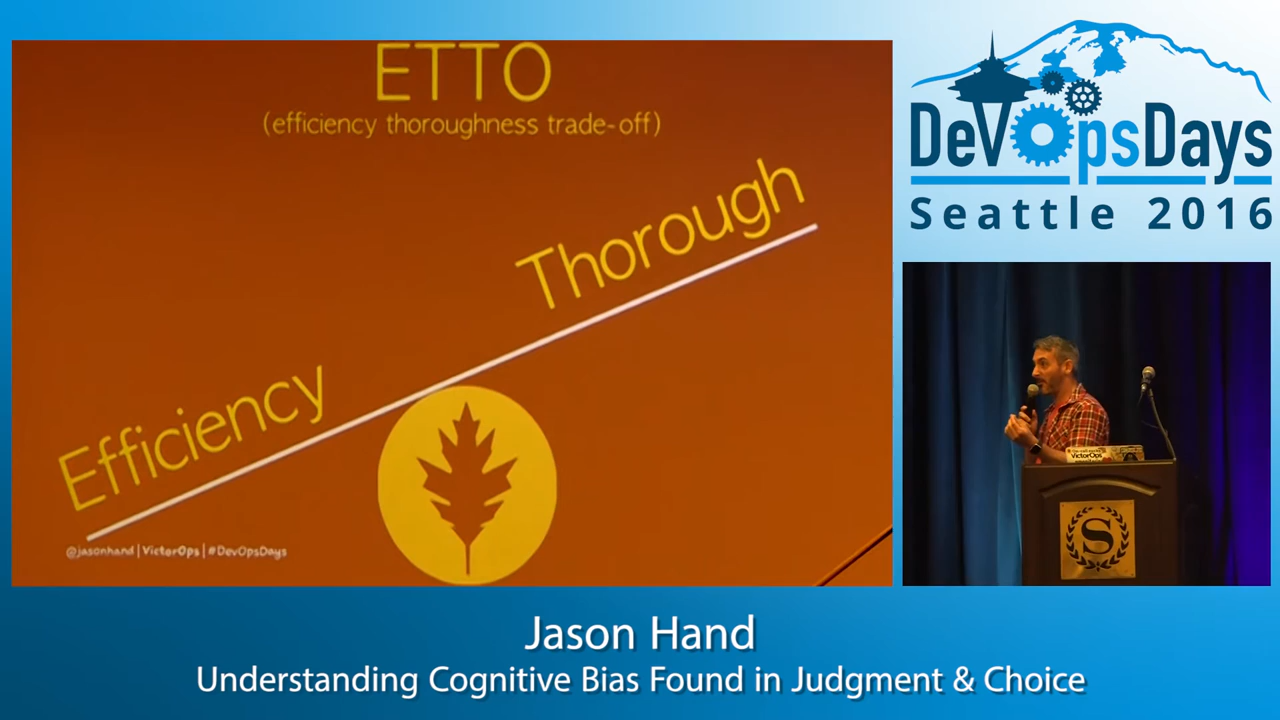 ETTO
(efficiency thoroughness trade-off)
Thorough
Efficiency
@jasonhand | VictorOps | #DevOpsDays
DevOpsDays
Seattle 2016
VictorOps
S
Jason Hand
Understanding Cognitive Bias Found in Judgment & Choice